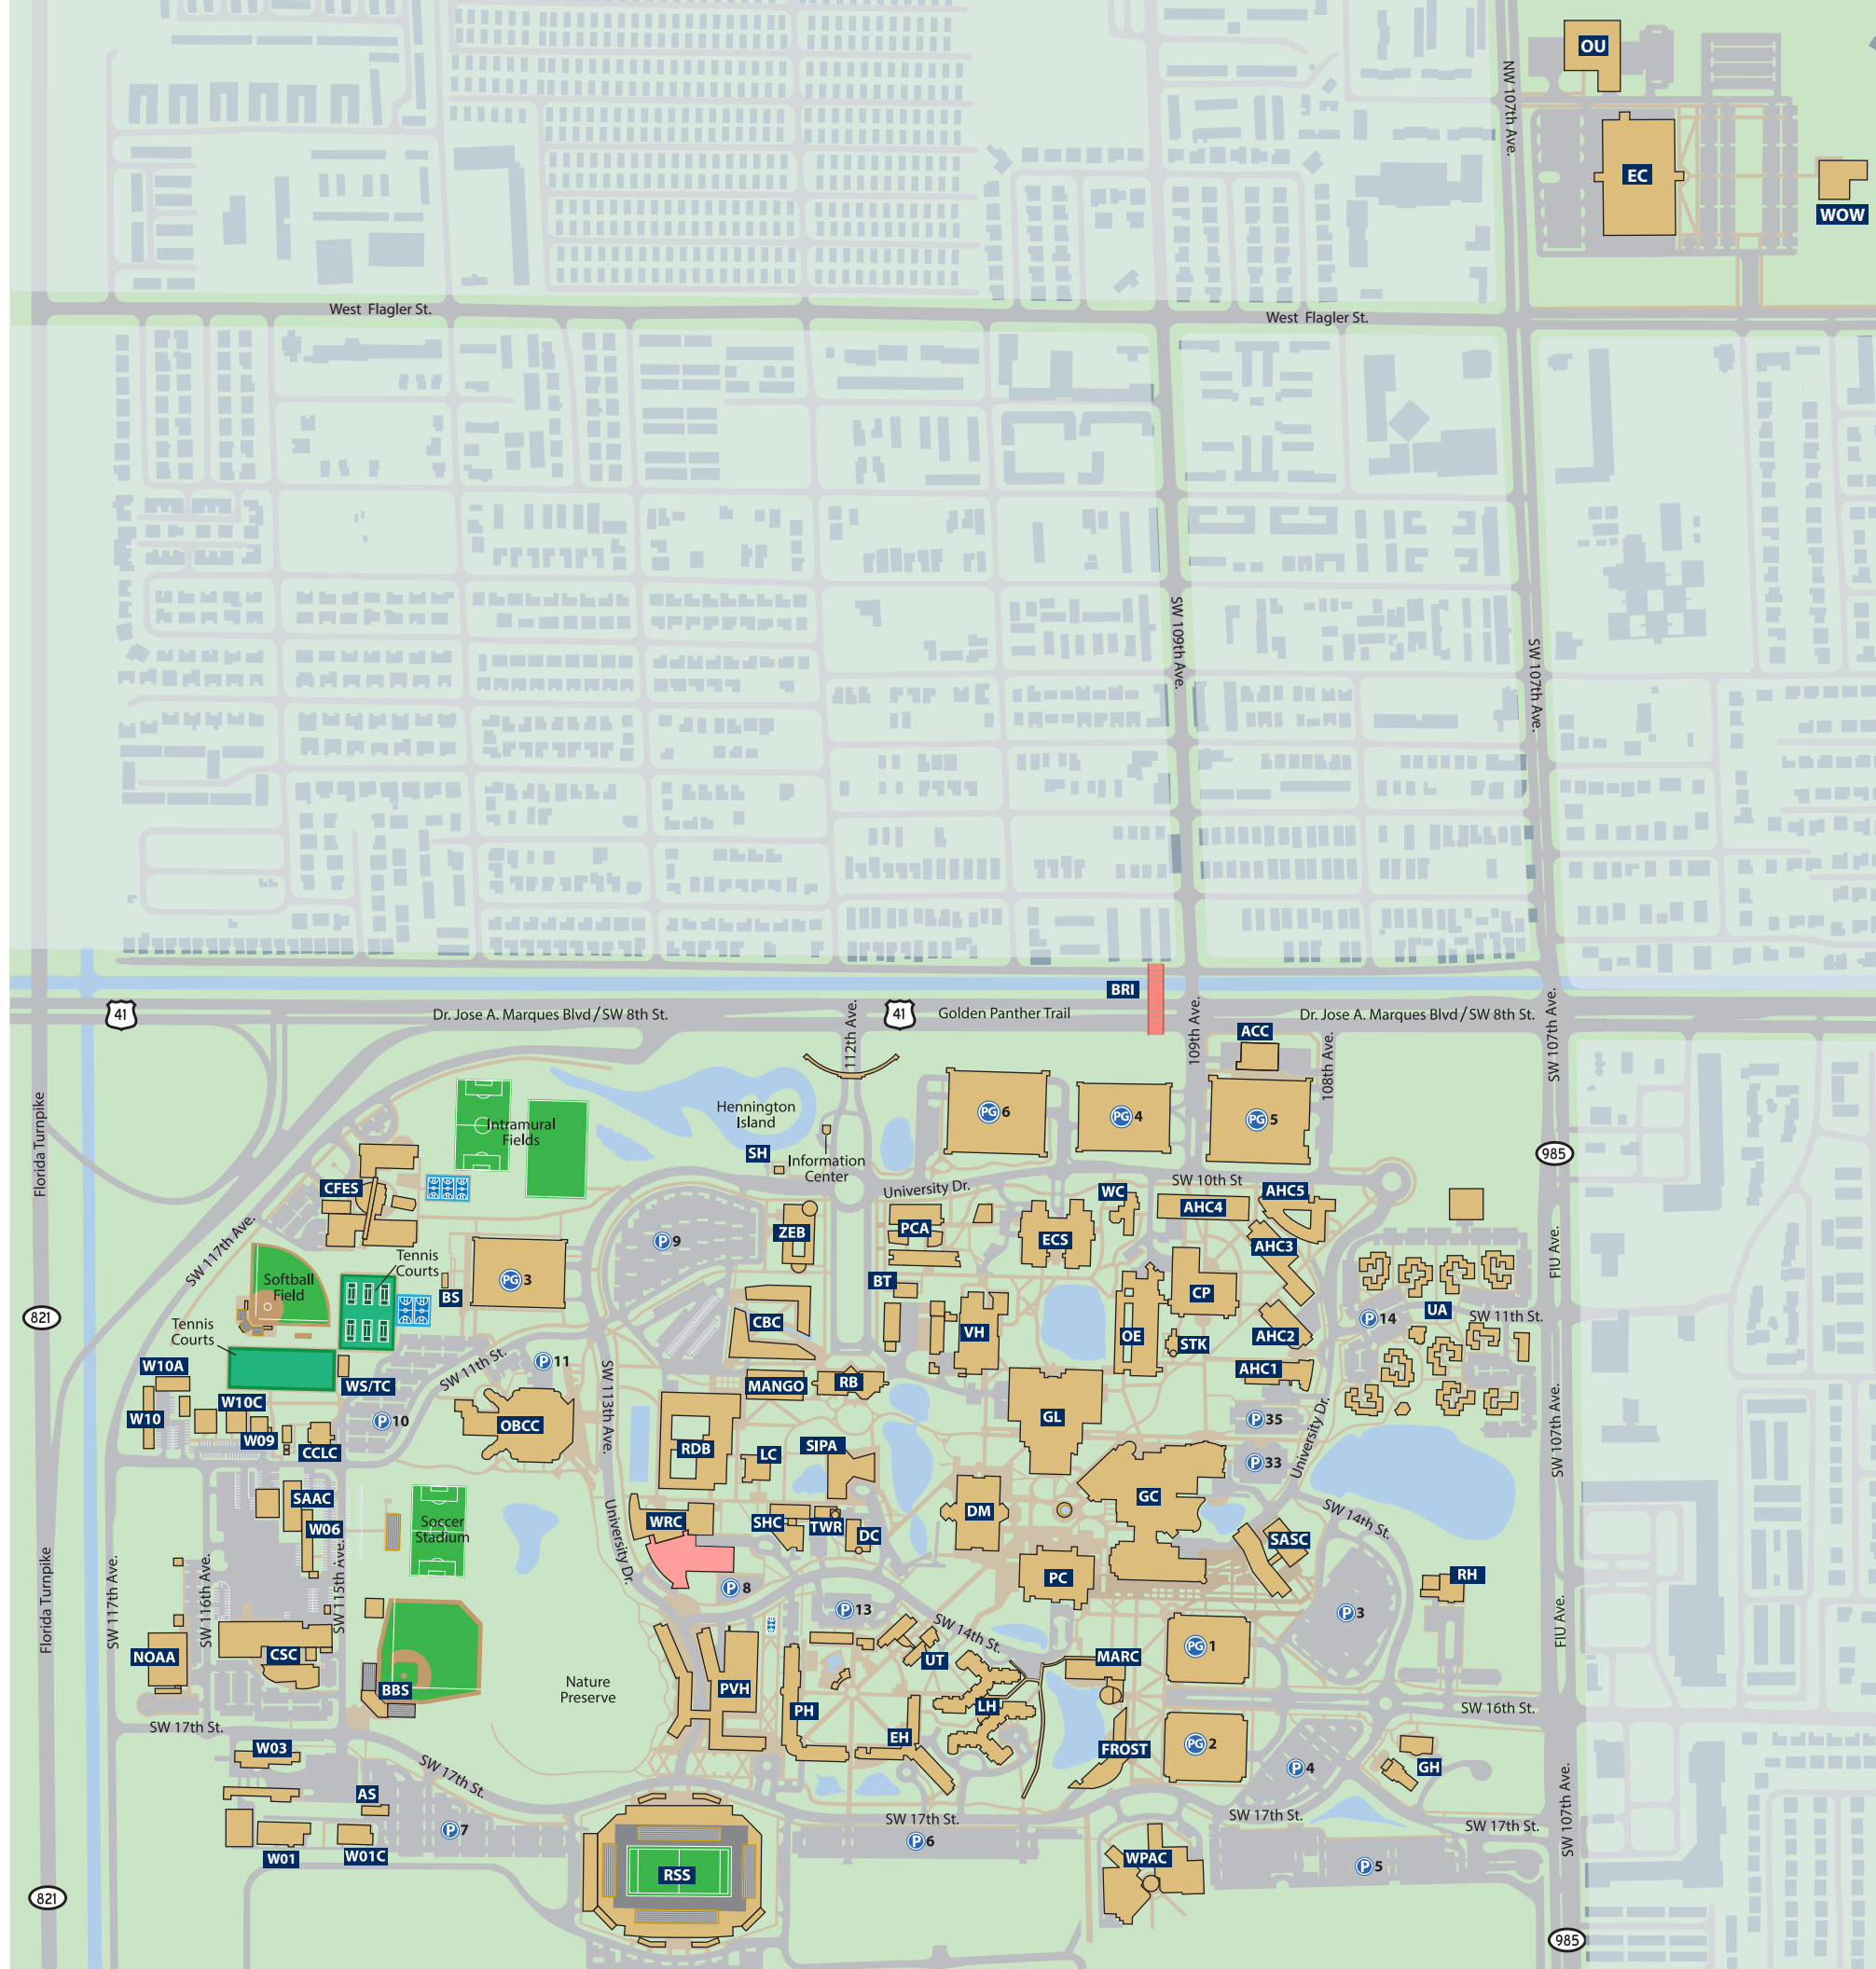 OU
NW 107th Ave.
EC
WOW
West Flagler St.
West Flagler St.
SW 109th Ave.
SW 107th Ave.
BRI
41
Dr. Jose A. Marques Blvd / SW 8th St.
112th Ave.
41
Golden Panther Trail
109th Ave.
Dr. Jose A. Marques Blvd / SW 8th St.
SW 107th Ave.
ACC
108th Ave.
Florida Turnpike
Intramural
Fields
Hennington
Island
PG 6
PG 4
PG 5
SH
Information
Center
985
CFES
University Dr.
SW 10th St
WC
AHC5
AHC4
SW 117th Ave.
P 9
ZEB
PCA
ECS
AHC3
FIU Ave.
Tennis
Courts
Softball
Field
PG 3
BS
BT
CP
UA
SW 11th St.
P 14
821
Tennis
Courts
CBC
VH
OE
STK
AHC2
W10A
WS/TC
SW 11th St.
P 11
SW 113th Ave.
MANGO
RB
AHC1
W10C
W10
P 10
OBCC
GL
P 35
University Dr.
SW 107th Ave.
W09
CCLC
RDB
LC
SIPA
P 33
SAAC
W06
Soccer
Stadium
University Dr.
WRC
SHC
TWR
DC
DM
GC
SW 14th St.
SASC
Florida Turnpike
SW 117th Ave.
SW 116th Ave.
SW 115th Ave.
P 8
PC
RH
P 13
SW 14th St.
P 3
FIU Ave.
NOAA
CSC
BBS
Nature
Preserve
PVH
PH
UT
LH
MARC
PG 1
SW 16th St.
SW 17th St.
W03
EH
FROST
PG 2
P 4
GH
SW 17th St.
AS
P 7
SW 17th St.
P 6
SW 17th St.
SW 17th St.
SW 107th Ave.
W01
W01C
RSS
WPAC
P 5
821
985